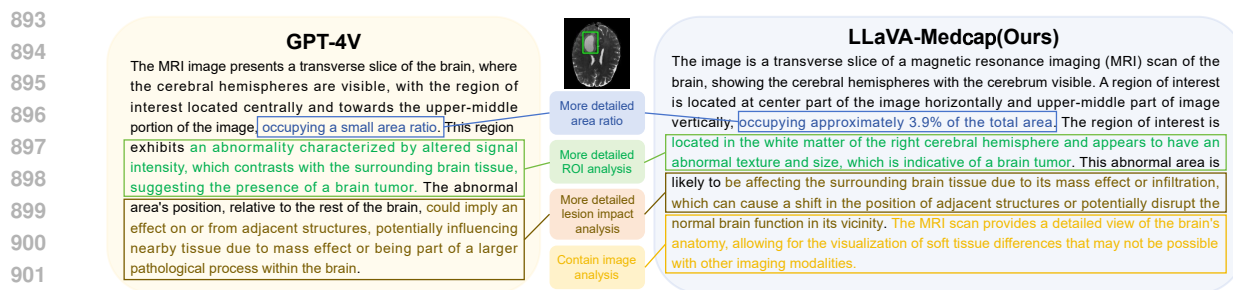 893
894
895
896
897
898
899
900
901
GPT-4V
The MRI image presents a transverse slice of the brain, where
the cerebral hemispheres are visible, with the region of
interest located centrally and towards the upper-middle
portion of the image, occupying a small area ratio. This region
exhibits an abnormality characterized by altered signal
intensity, which contrasts with the surrounding brain tissue,
suggesting the presence of a brain tumor. The abnormal
area's position, relative to the rest of the brain, could imply an
effect on or from adjacent structures, potentially influencing
nearby tissue due to mass effect or being part of a larger
pathological process within the brain.
More detailed
area ratio
More detailed
ROI analysis
More detailed
lesion impact
analysis
Contain image
analysis
LLaVA-Medcap(Ours)
The image is a transverse slice of a magnetic resonance imaging (MRI) scan of the
brain, showing the cerebral hemispheres with the cerebrum visible. A region of interest
is located at center part of the image horizontally and upper-middle part of image
vertically, occupying approximately 3.9% of the total area. The region of interest is
located in the white matter of the right cerebral hemisphere and appears to have an
abnormal texture and size, which is indicative of a brain tumor. This abnormal area is
likely to be affecting the surrounding brain tissue due to its mass effect or infiltration,
which can cause a shift in the position of adjacent structures or potentially disrupt the
normal brain function in its vicinity. The MRI scan provides a detailed view of the brain's
anatomy, allowing for the visualization of soft tissue differences that may not be possible
with other imaging modalities.